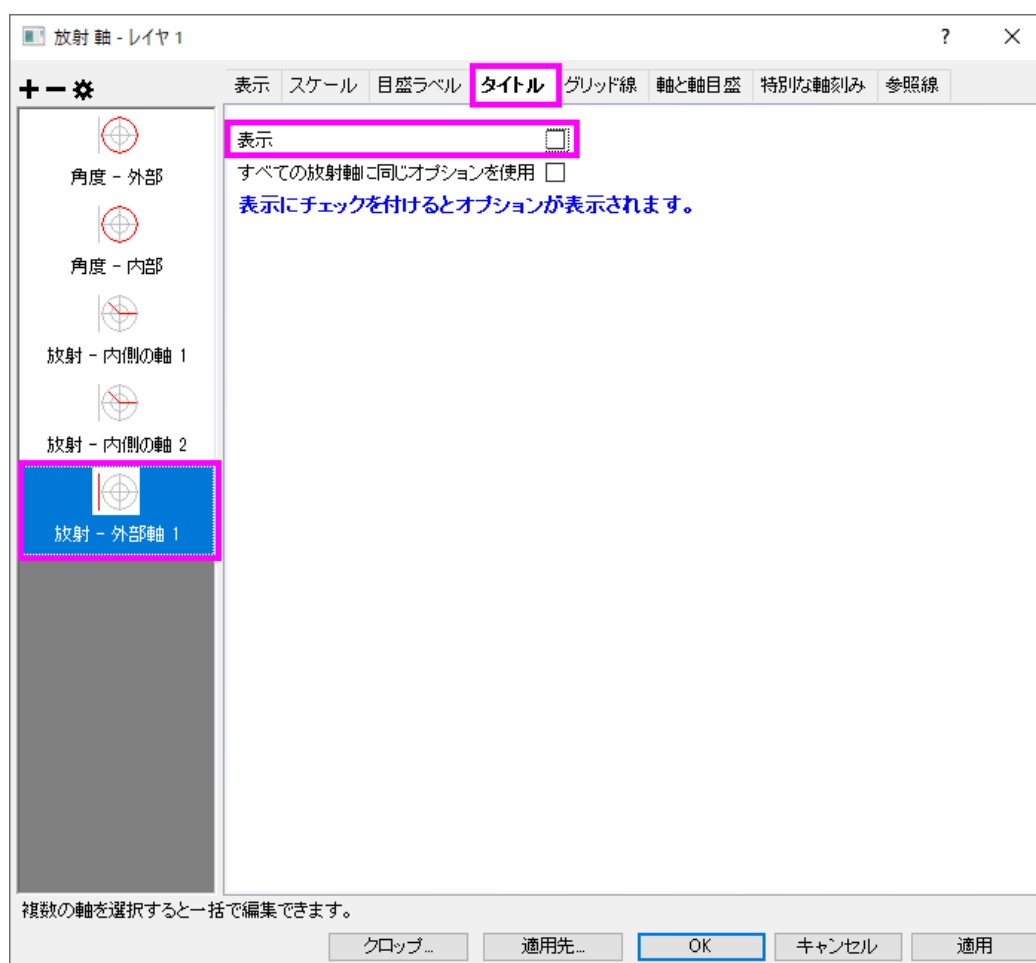 放射 軸 - レイヤ 1
?
表示 スケール 目盛ラベル タイトル グリッド線 軸と軸目盛 特別な軸刻み 参照線
角度 - 外部
角度 - 内部
放射 - 内側の軸 1
放射 - 内側の軸 2
放射 - 外部軸 1
表示
すべての放射軸に同じオプションを使用
表示にチェックを付けるとオプションが表示されます。
複数の軸を選択すると一括で編集できます。
クロップ... 適用先... OK キャンセル 適用